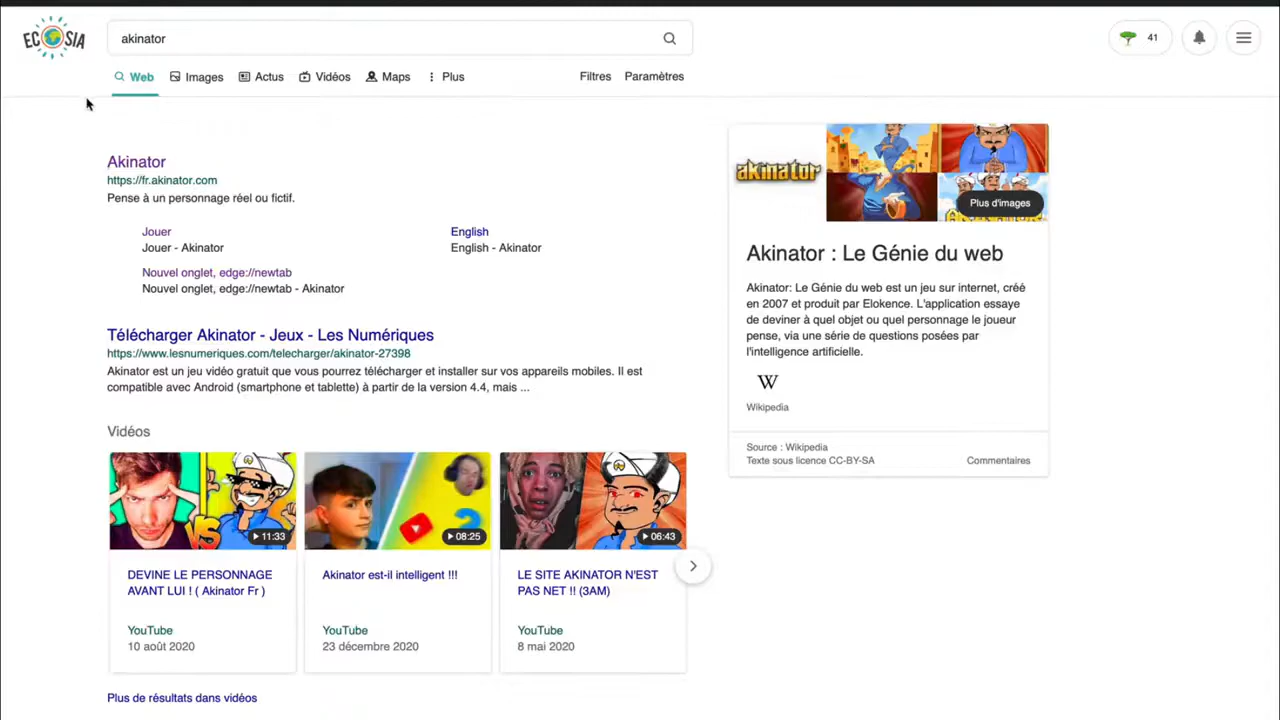 ECOSIA
akinator
41
Web
Images
Actus
Vidéos
Maps
Plus
Filtres
Paramètres
Akinator
https://fr.akinator.com
Pense à un personnage réel ou fictif.
Jouer
Jouer - Akinator
English
English - Akinator
Nouvel onglet, edge://newtab
Nouvel onglet, edge://newtab - Akinator
Télécharger Akinator - Jeux - Les Numériques
https://www.lesnumeriques.com/telecharger/akinator-27398
Akinator est un jeu vidéo gratuit que vous pourrez télécharger et installer sur vos appareils mobiles. Il est
compatible avec Android (smartphone et tablette) à partir de la version 4.4, mais ...
Vidéos
VS
11:33
08:25
06:43
DEVINE LE PERSONNAGE
AVANT LUI ! ( Akinator Fr )
YouTube
10 août 2020
Akinator est-il intelligent !!!
YouTube
23 décembre 2020
LE SITE AKINATOR N'EST
PAS NET !! (3AM)
YouTube
8 mai 2020
Plus de résultats dans vidéos
akinator
Plus d'images
Akinator : Le Génie du web
Akinator: Le Génie du web est un jeu sur internet, créé
en 2007 et produit par Elokence. L'application essaye
de deviner à quel objet ou quel personnage le joueur
pense, via une série de questions posées par
l'intelligence artificielle.
W
Wikipedia
Source : Wikipedia
Texte sous licence CC-BY-SA
Commentaires